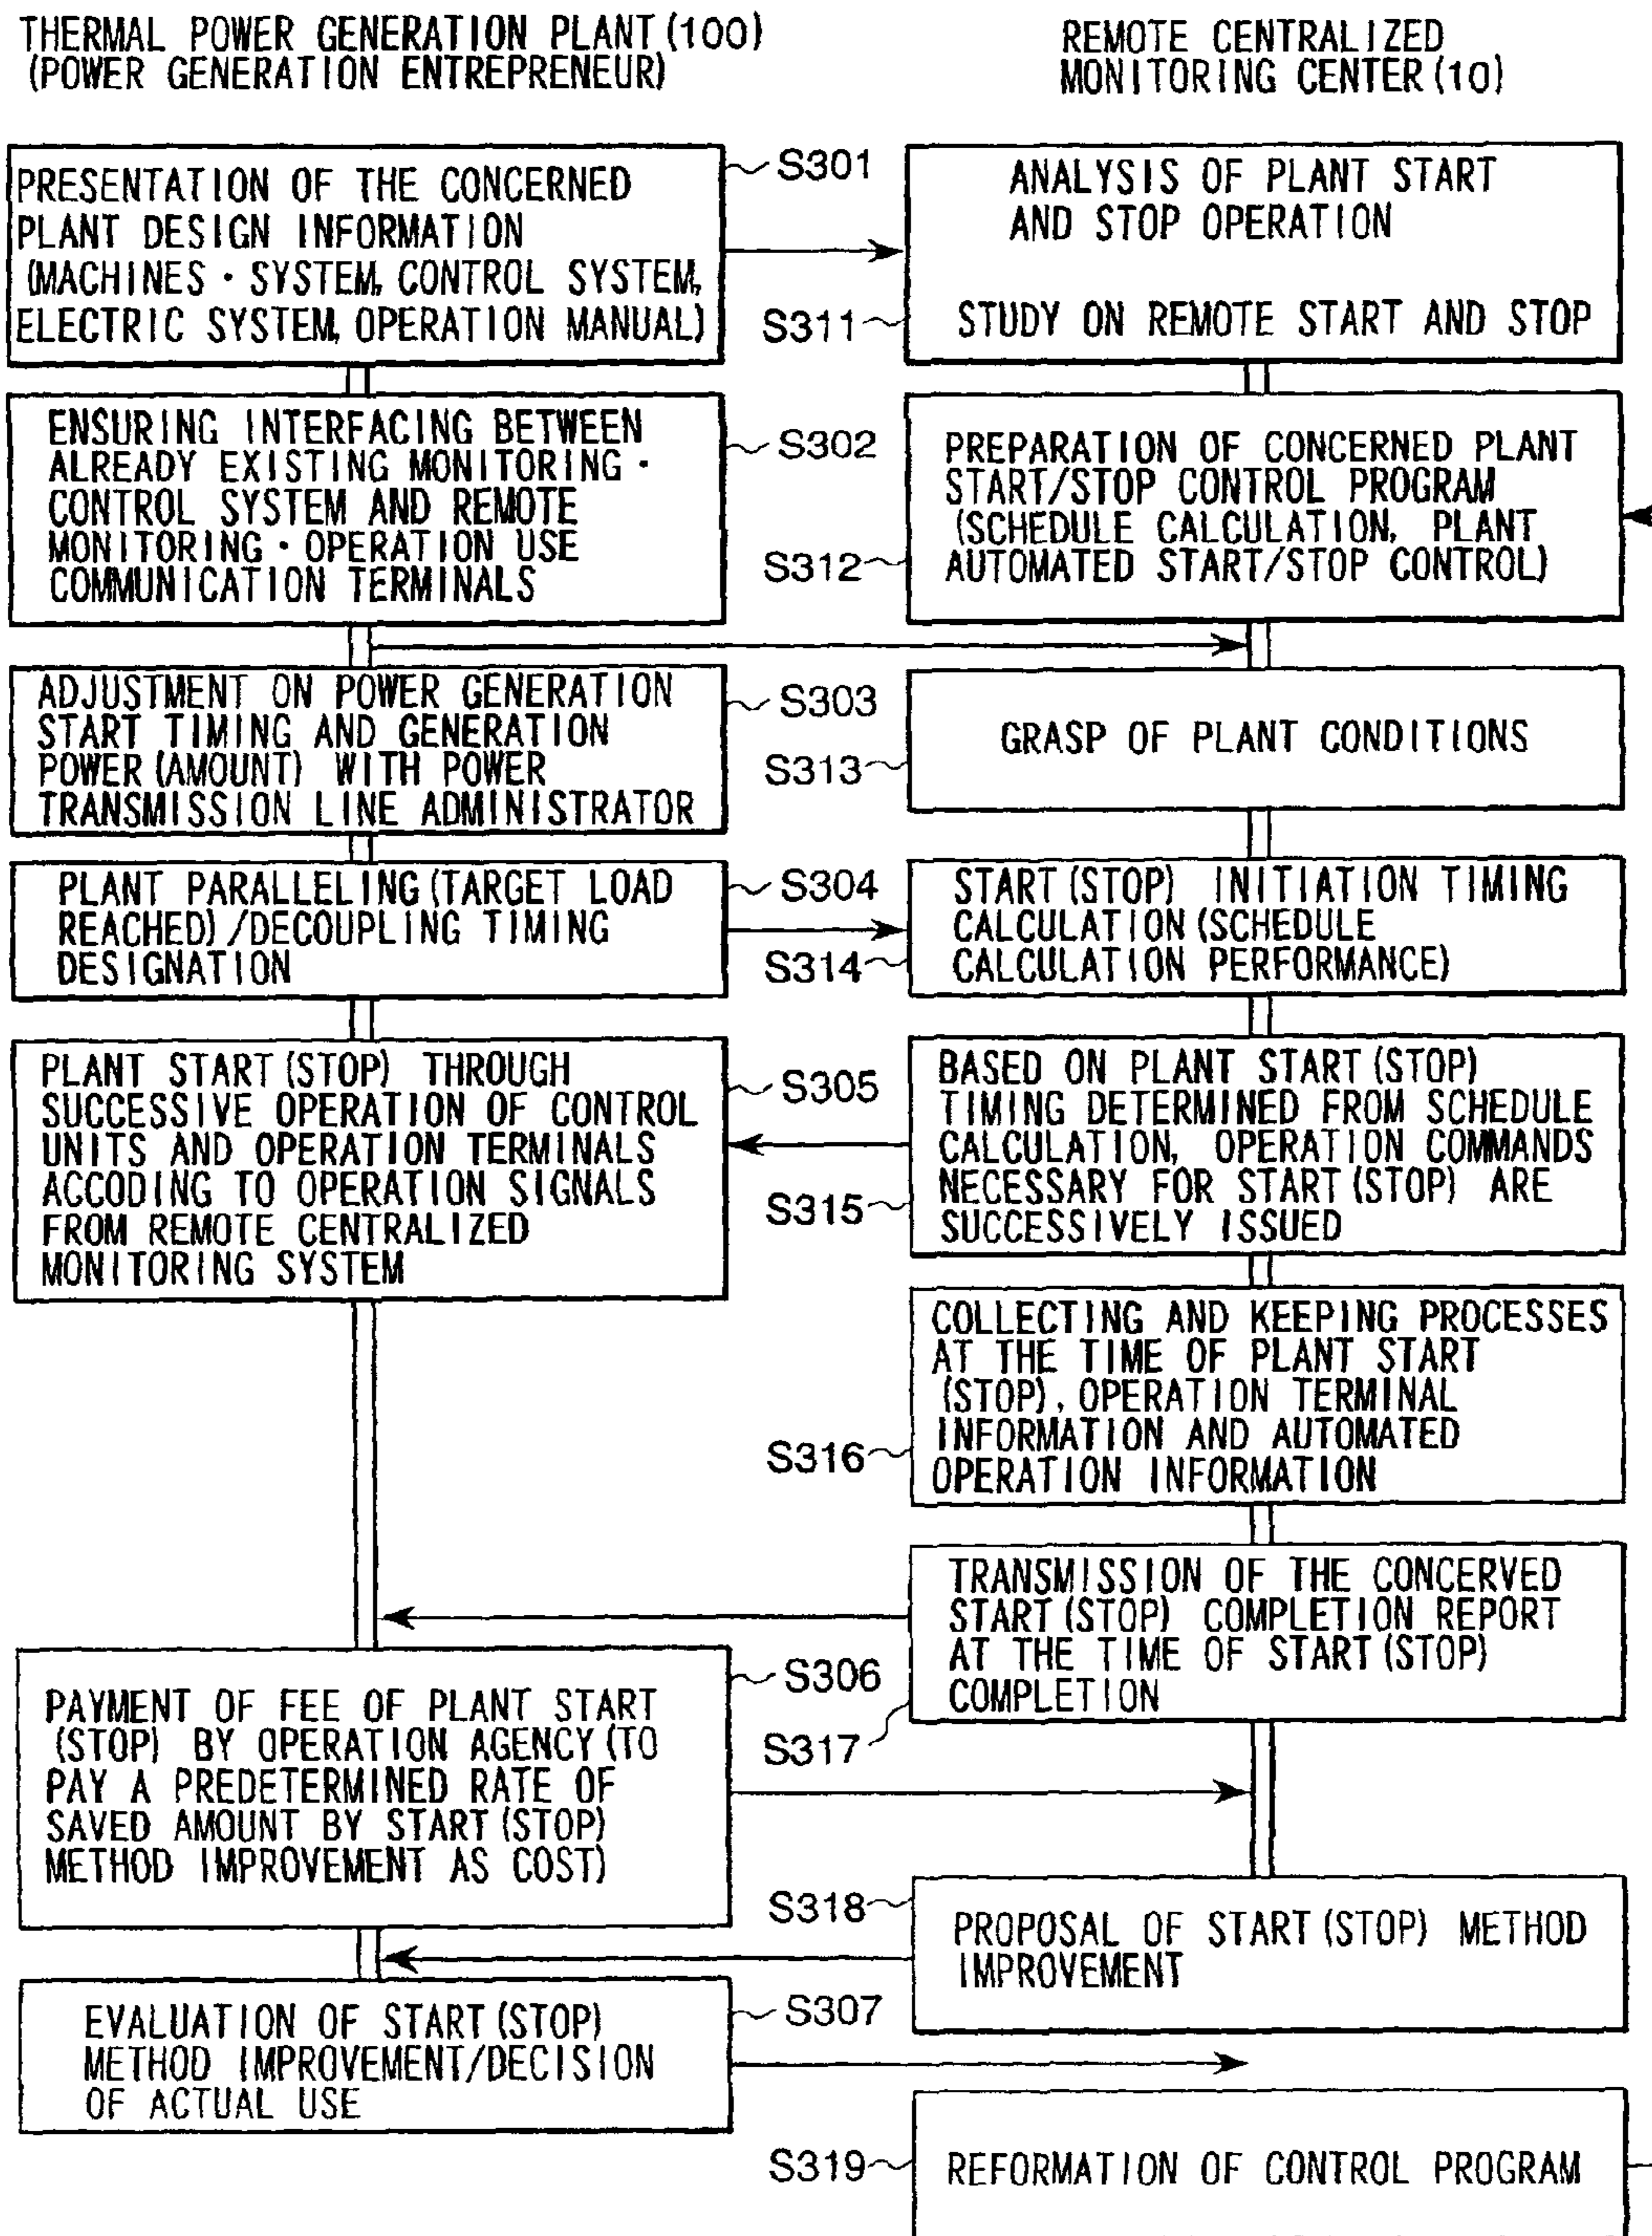 THERMAL POWER GENERATION PLANT(100)
(POWER GENERATION ENTREPRENEUR)
REMOTE CENTRALIZED
MONITORING CENTER(10)
PRESENTATION OF THE CONCERNED
PLANT DESIGN INFORMATION
(MACHINES・SYSTEM, CONTROL SYSTEM,
ELECTRIC SYSTEM, OPERATION MANUAL)
S301
ANALYSIS OF PLANT START
AND STOP OPERATION
STUDY ON REMOTE START AND STOP
S311
ENSURING INTERFACING BETWEEN
ALREADY EXISTING MONITORING・
CONTROL SYSTEM AND REMOTE
MONITORING・OPERATION USE
COMMUNICATION TERMINALS
S302
PREPARATION OF CONCERNED PLANT
START/STOP CONTROL PROGRAM
(SCHEDULE CALCULATION, PLANT
AUTOMATED START/STOP CONTROL)
S312
ADJUSTMENT ON POWER GENERATION
START TIMING AND GENERATION
POWER(AMOUNT) WITH POWER
TRANSMISSION LINE ADMINISTRATOR
S303
GRASP OF PLANT CONDITIONS
S313
PLANT PARALLELING(TARGET LOAD
REACHED)/DECOUPLING TIMING
DESIGNATION
S304
START(STOP) INITIATION TIMING
CALCULATION(SCHEDULE
CALCULATION PERFORMANCE)
S314
PLANT START(STOP) THROUGH
SUCCESSIVE OPERATION OF CONTROL
UNITS AND OPERATION TERMINALS
ACCODING TO OPERATION SIGNALS
FROM REMOTE CENTRALIZED
MONITORING SYSTEM
S305
BASED ON PLANT START(STOP)
TIMING DETERMINED FROM SCHEDULE
CALCULATION, OPERATION COMMANDS
NECESSARY FOR START(STOP) ARE
SUCCESSIVELY ISSUED
S315
COLLECTING AND KEEPING PROCESSES
AT THE TIME OF PLANT START
(STOP), OPERATION TERMINAL
INFORMATION AND AUTOMATED
OPERATION INFORMATION
S316
TRANSMISSION OF THE CONCERVED
START(STOP) COMPLETION REPORT
AT THE TIME OF START(STOP)
COMPLETION
S317
PAYMENT OF FEE OF PLANT START
(STOP) BY OPERATION AGENCY(TO
PAY A PREDETERMINED RATE OF
SAVED AMOUNT BY START(STOP)
METHOD IMPROVEMENT AS COST)
S306
S318
PROPOSAL OF START(STOP) METHOD
IMPROVEMENT
EVALUATION OF START(STOP)
METHOD IMPROVEMENT/DECISION
OF ACTUAL USE
S307
S319
REFORMATION OF CONTROL PROGRAM